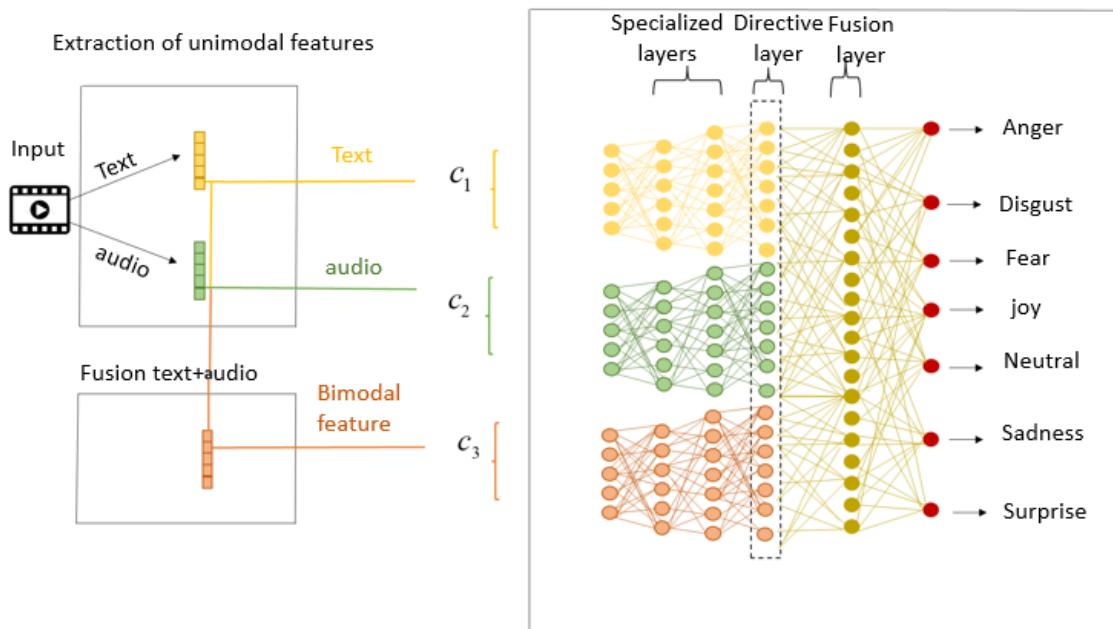 Extraction of unimodal features
Input
Text
audio
Text
audio
Fusion text+audio
Bimodal
feature
c1
c2
c3
Specialized
layers
Directive
layer
Fusion
layer
Anger
Disgust
Fear
joy
Neutral
Sadness
Surprise